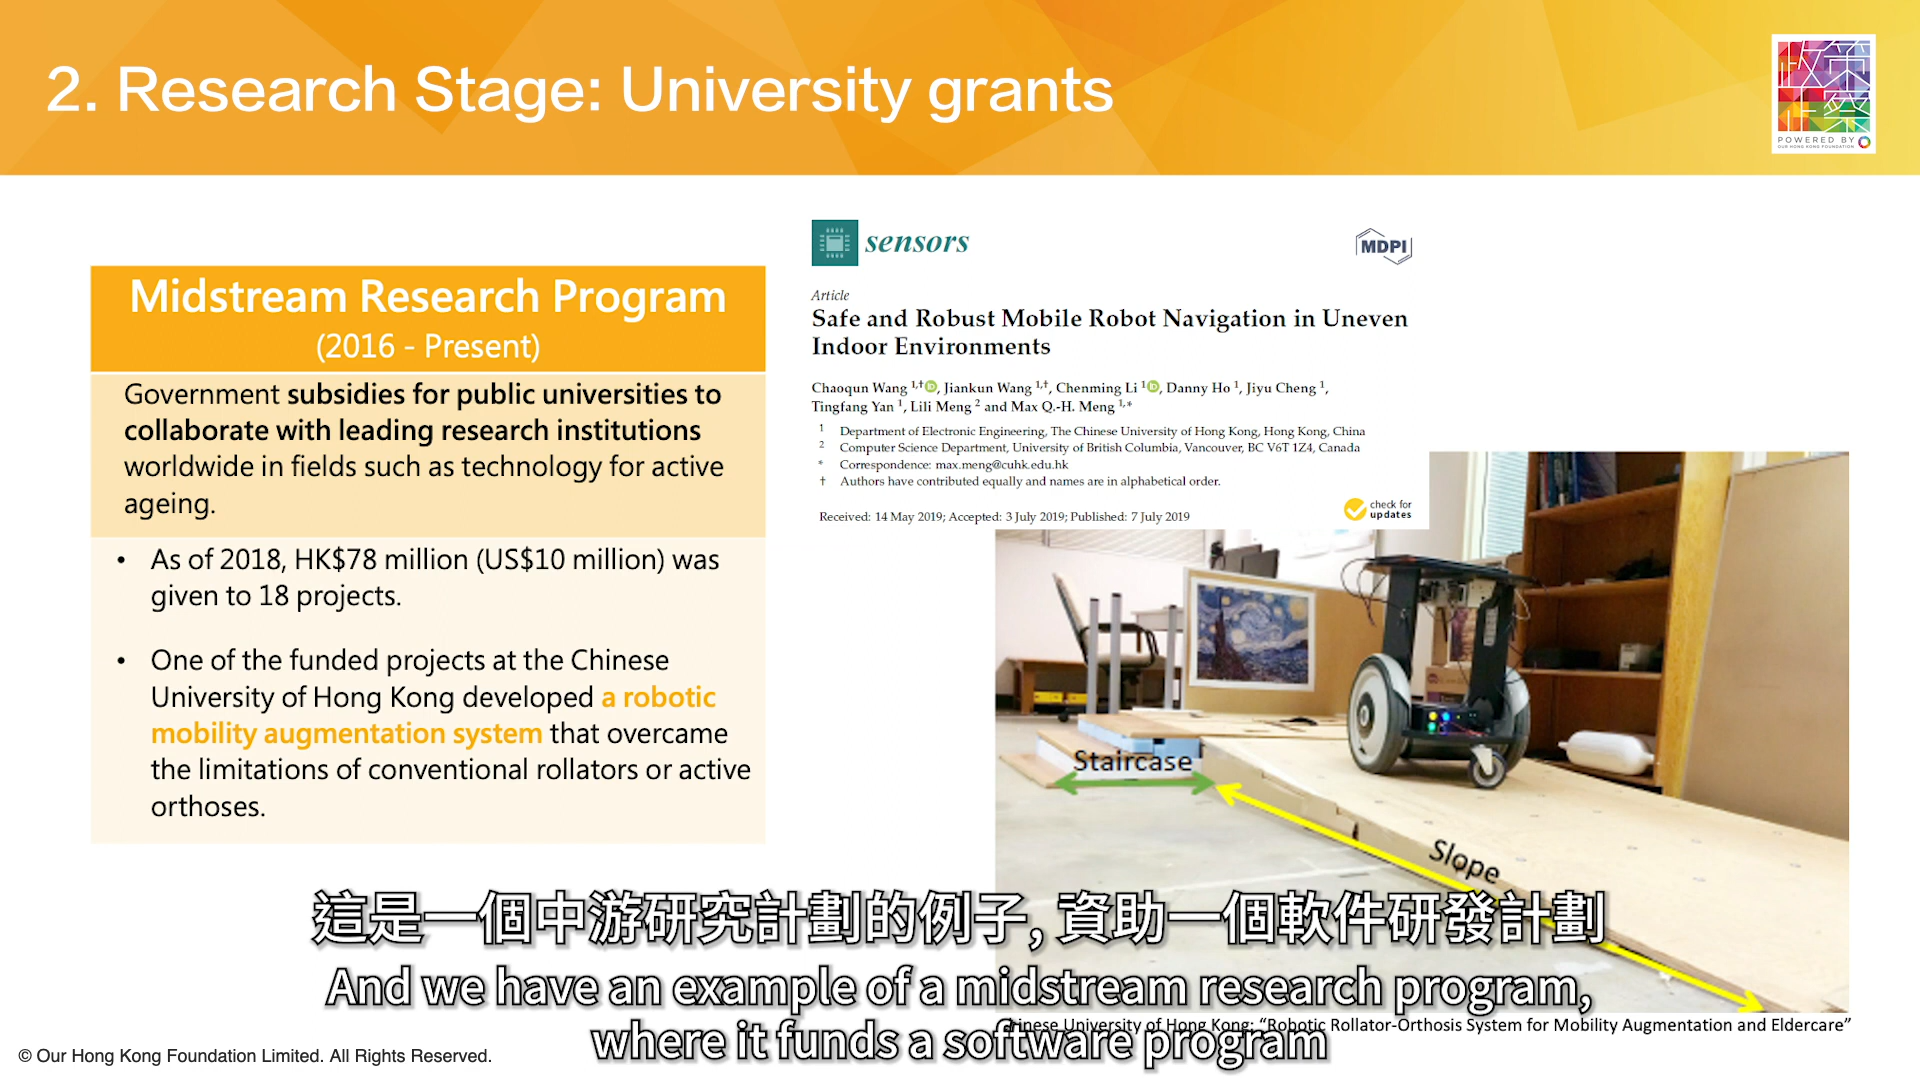 2. Research Stage: University grants
政策
POWERED BY
OUR HONG KONG FOUNDATION
Midstream Research Program
(2016 - Present)
Government subsidies for public universities to
collaborate with leading research institutions
worldwide in fields such as technology for active
ageing.
• As of 2018, HK$78 million (US$10 million) was
given to 18 projects.
• One of the funded projects at the Chinese
University of Hong Kong developed a robotic
mobility augmentation system that overcame
the limitations of conventional rollators or active
orthoses.
sensors
MDPI
Article
Safe and Robust Mobile Robot Navigation in Uneven
Indoor Environments
Chaoqun Wang 1,†, Jiankun Wang 1,†, Chenming Li 1, Danny Ho 1, Jiyu Cheng 1,
Tingfang Yan 1, Lili Meng 2 and Max Q.-H. Meng 1,*
1 Department of Electronic Engineering, The Chinese University of Hong Kong, Hong Kong, China
2 Computer Science Department, University of British Columbia, Vancouver, BC V6T 1Z4, Canada
* Correspondence: max.meng@cuhk.edu.hk
† Authors have contributed equally and names are in alphabetical order.
Received: 14 May 2019; Accepted: 3 July 2019; Published: 7 July 2019
check for
updates
Staircase
Slope
這是一個中游研究計劃的例子, 資助一個軟件研發計劃
And we have an example of a midstream research program,
where it funds a software program
Chinese University of Hong Kong: “Robotic Rollator-Orthosis System for Mobility Augmentation and Eldercare”
© Our Hong Kong Foundation Limited. All Rights Reserved.